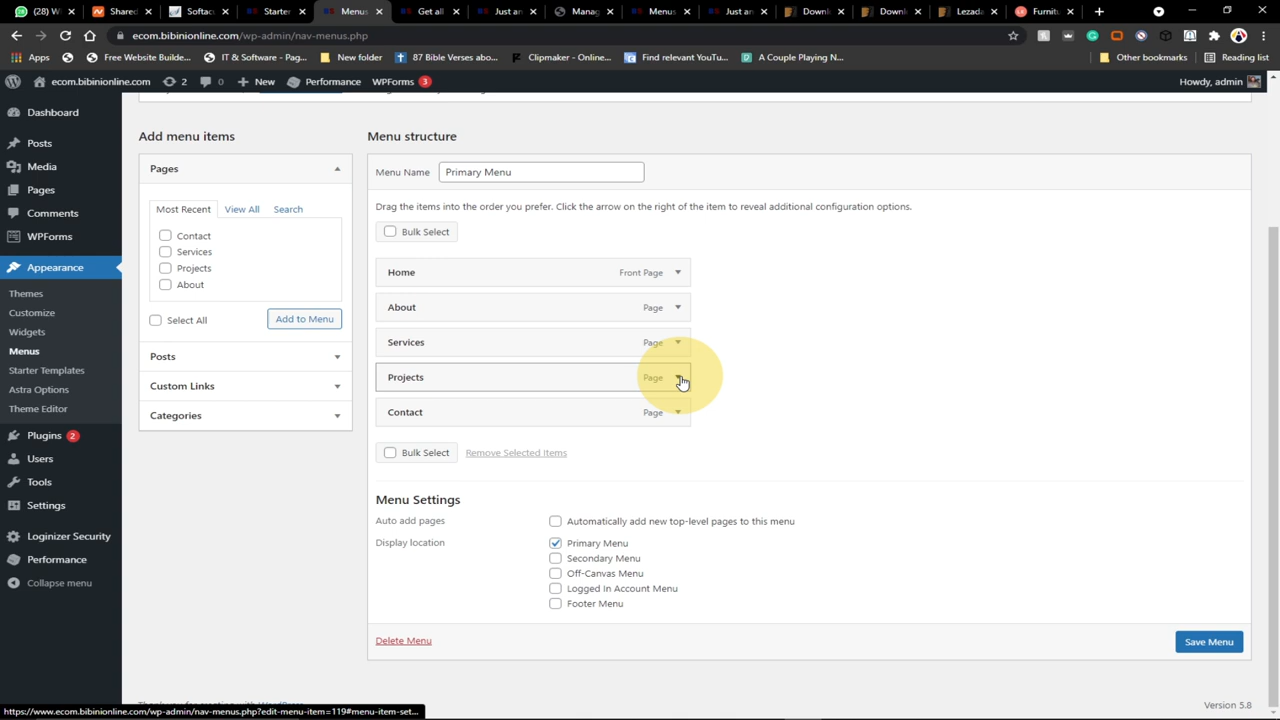 (28) W
Shared
Softac
Starter
Menus
Get all
Just an
Manag
Menus
Just an
Downl
Downl
Lezada
Furnitu
ecom.bibinionline.com/wp-admin/nav-menus.php
Apps
Free Website Builde...
IT & Software - Pag...
New folder
87 Bible Verses abo...
Clipmaker - Online...
Find relevant YouTu...
A Couple Playing N...
Other bookmarks
Reading list
ecom.bibinionline.com
2
0
New
Performance
WPForms 3
Howdy, admin
Dashboard
Posts
Media
Pages
Comments
WPForms
Appearance
Themes
Customize
Widgets
Menus
Starter Templates
Astra Options
Theme Editor
Plugins 2
Users
Tools
Settings
Loginizer Security
Performance
Collapse menu
Add menu items
Pages
Most Recent View All Search
Contact
Services
Projects
About
Select All
Add to Menu
Posts
Custom Links
Categories
Menu structure
Menu Name Primary Menu
Drag the items into the order you prefer. Click the arrow on the right of the item to reveal additional configuration options.
Bulk Select
Home Front Page
About Page
Services Page
Projects Page
Contact Page
Bulk Select Remove Selected Items
Menu Settings
Auto add pages Automatically add new top-level pages to this menu
Display location Primary Menu
Secondary Menu
Off-Canvas Menu
Logged In Account Menu
Footer Menu
Delete Menu
Save Menu
https://www.ecom.bibinionline.com/wp-admin/nav-menus.php?edit-menu-item=119#menu-item-set...
Version 5.8